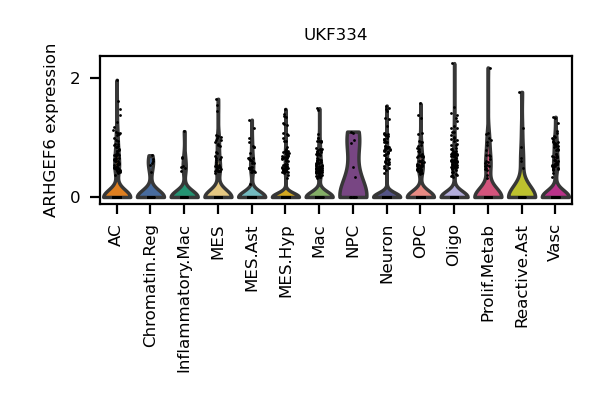 UKF334
ARHGEF6 expression
2
0
AC
Chromatin.Reg
Inflammatory.Mac
MES
MES.Ast
MES.Hyp
Mac
NPC
Neuron
OPC
Oligo
Prolif.Metab
Reactive.Ast
Vasc